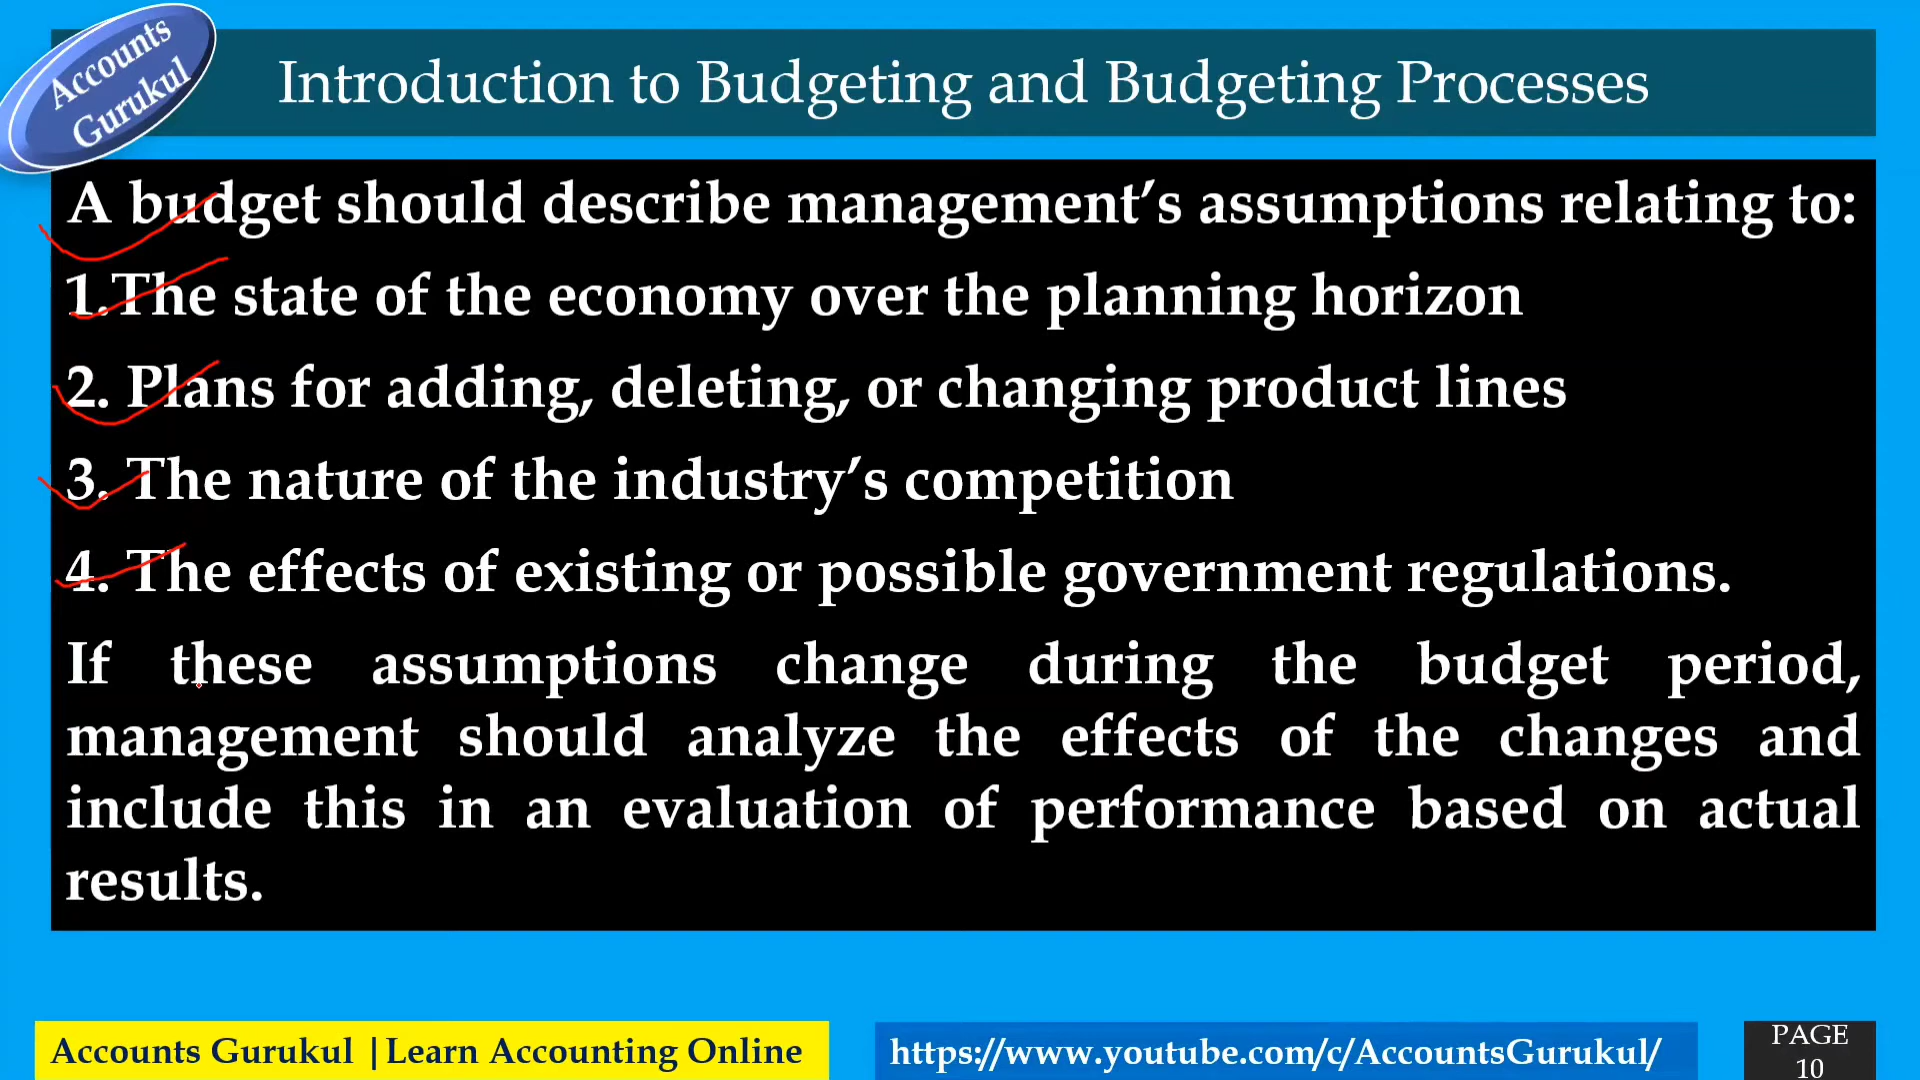 Accounts
Gurukul
Introduction to Budgeting and Budgeting Processes
A budget should describe management’s assumptions relating to:
1.The state of the economy over the planning horizon
2. Plans for adding, deleting, or changing product lines
3. The nature of the industry’s competition
4. The effects of existing or possible government regulations.
If these assumptions change during the budget period,
management should analyze the effects of the changes and
include this in an evaluation of performance based on actual
results.
Accounts Gurukul |Learn Accounting Online
https://www.youtube.com/c/AccountsGurukul/
PAGE
10